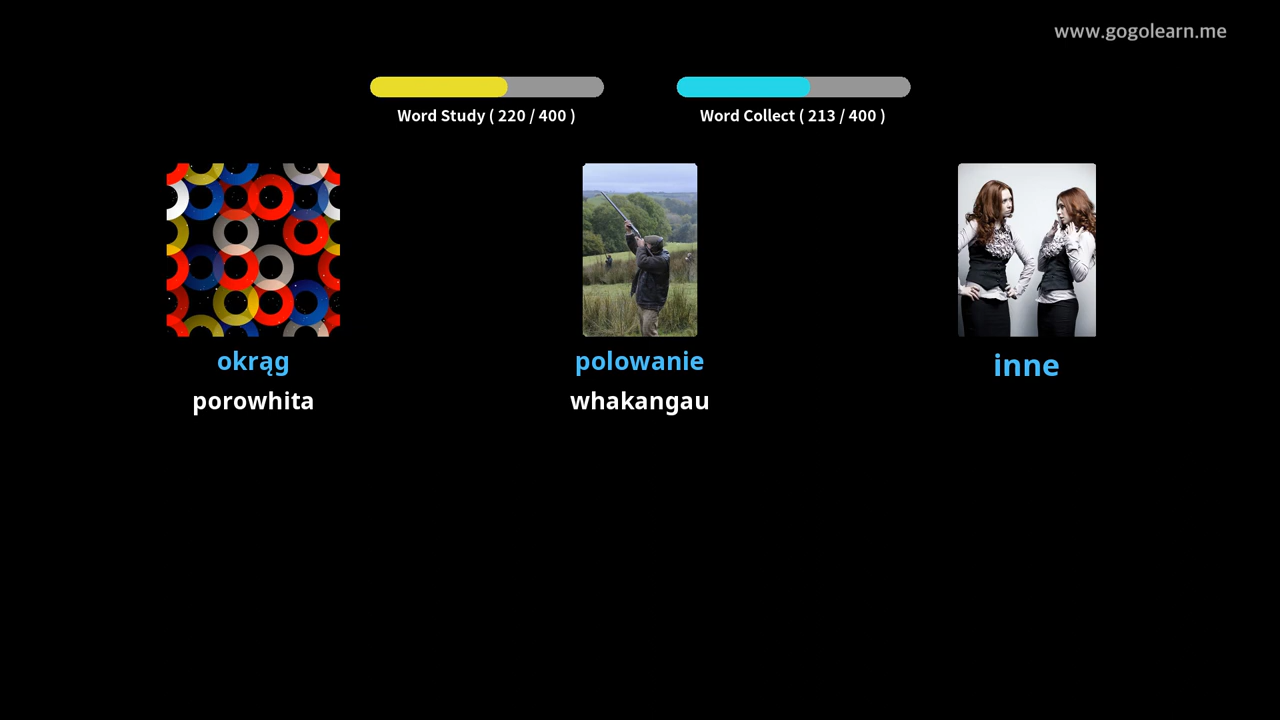 www.gogolearn.me
Word Study ( 220 / 400 )
Word Collect ( 213 / 400 )
okrąg
polowanie
inne
porowhita
whakangau